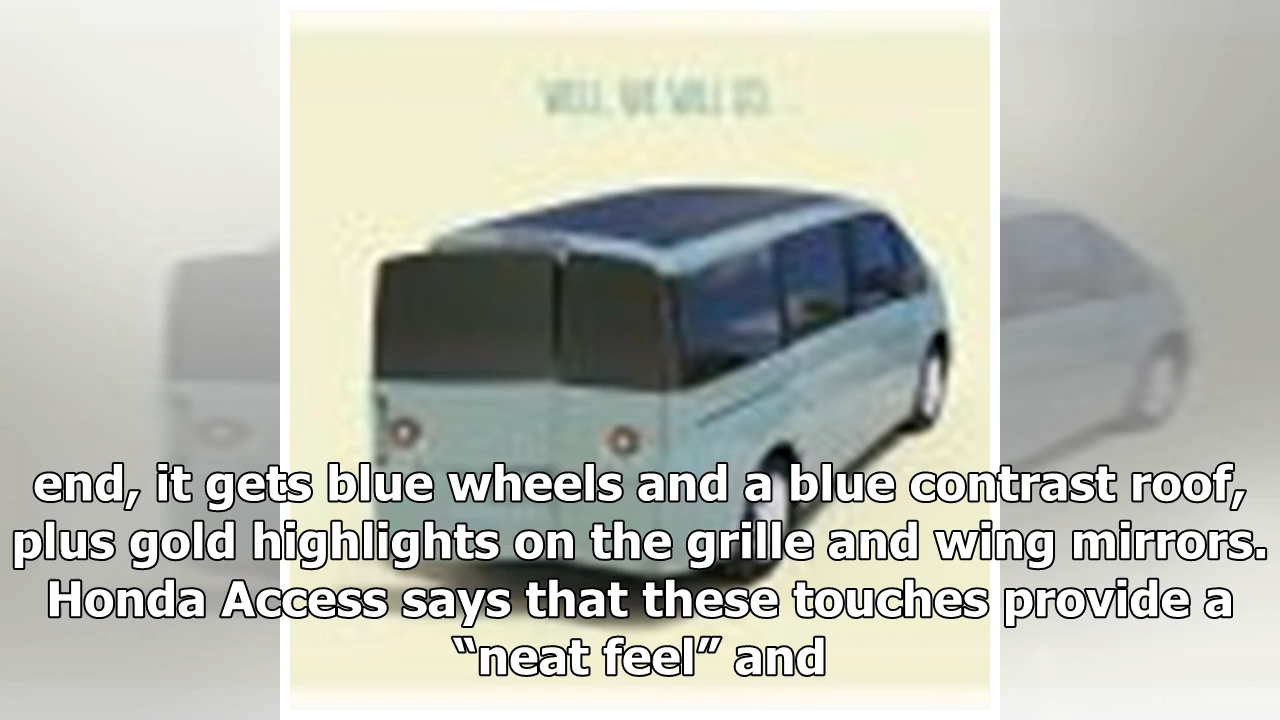 end, it gets blue wheels and a blue contrast roof,
plus gold highlights on the grille and wing mirrors.
Honda Access says that these touches provide a
“neat feel” and